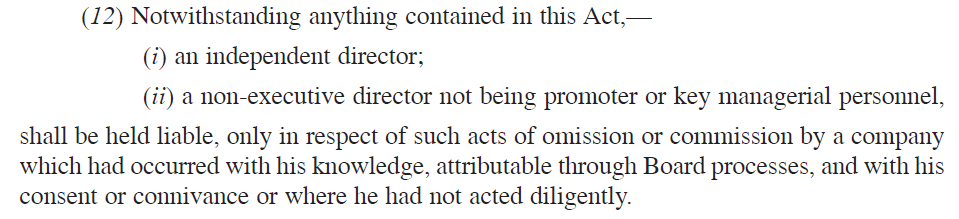 (12) Notwithstanding anything contained in this Act,—
(i) an independent director;
(ii) a non-executive director not being promoter or key managerial personnel,
shall be held liable, only in respect of such acts of omission or commission by a company
which had occurred with his knowledge, attributable through Board processes, and with his
consent or connivance or where he had not acted diligently.